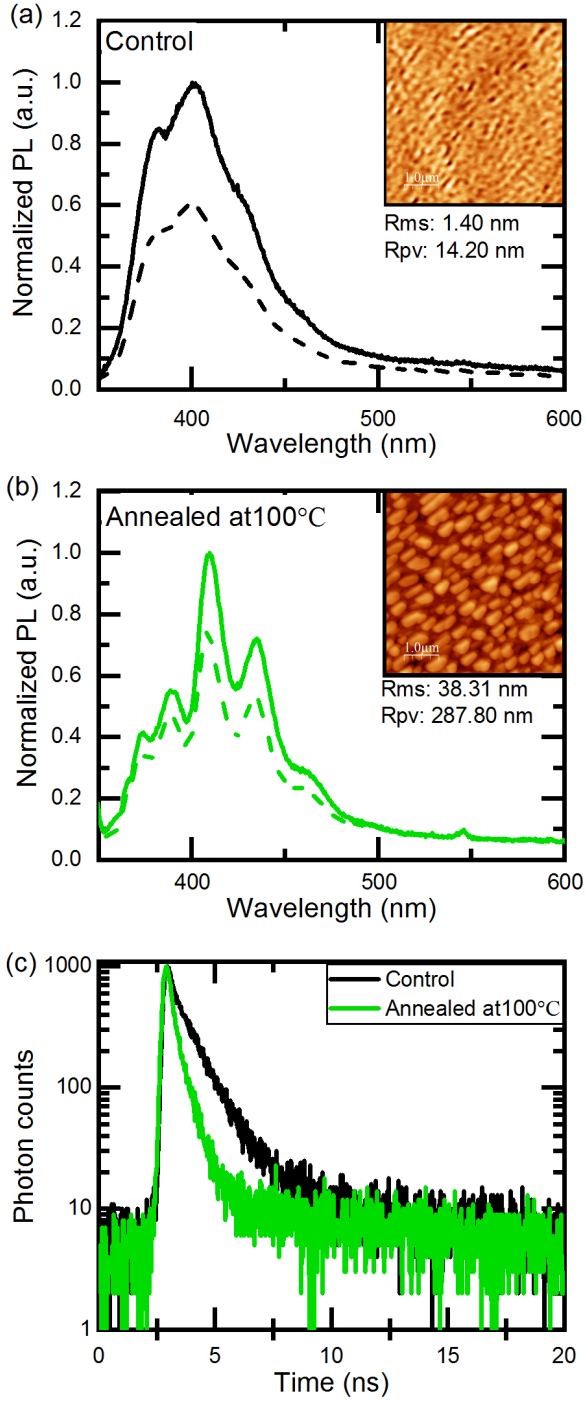 (a)
1.2
1.0
0.8
0.6
0.4
0.2
0.0
Normalized PL (a.u.)
Control
1.0μm
Rms: 1.40 nm
Rpv: 14.20 nm
400
500
600
Wavelength (nm)
(b)
1.2
1.0
0.8
0.6
0.4
0.2
0.0
Normalized PL (a.u.)
Annealed at100℃
1.0μm
Rms: 38.31 nm
Rpv: 287.80 nm
400
500
600
Wavelength (nm)
(c)
1000
100
10
1
Photon counts
Control
Annealed at100℃
0
5
10
15
20
Time (ns)